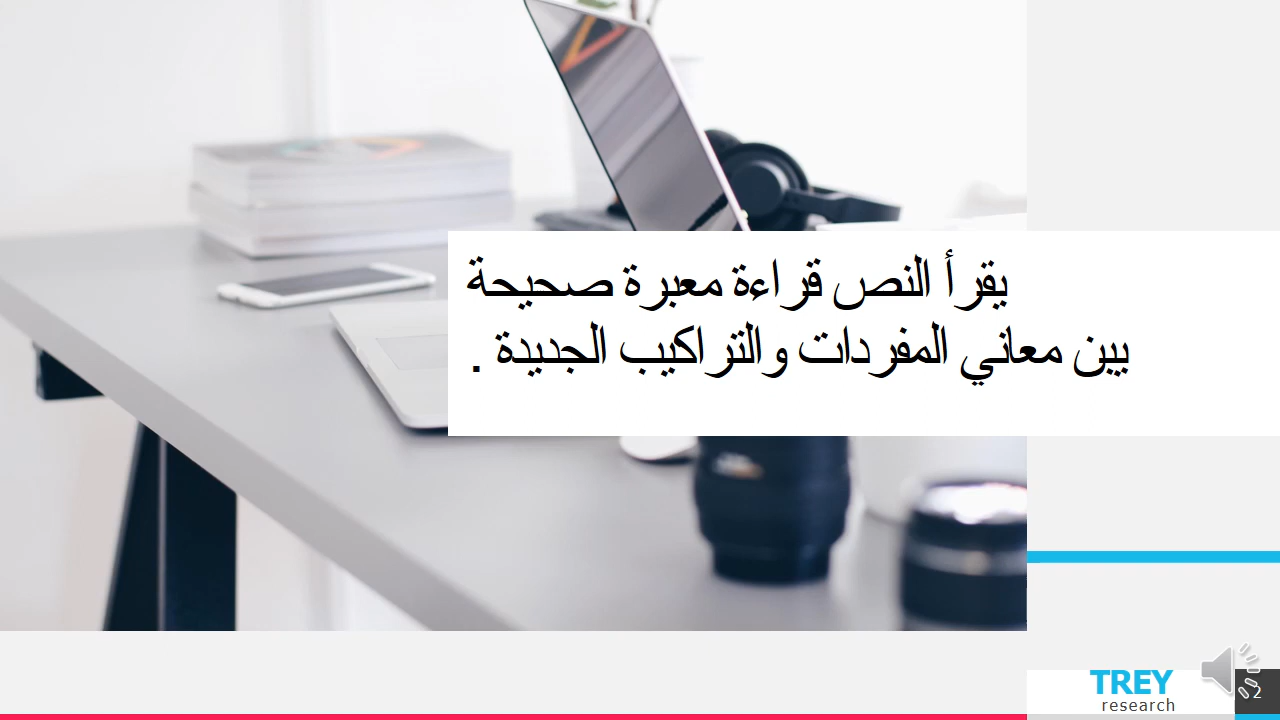 يقرأ النص قراءة معبرة صحيحة
يبين معاني المفردات والتراكيب الجديدة .
TREY
research
2